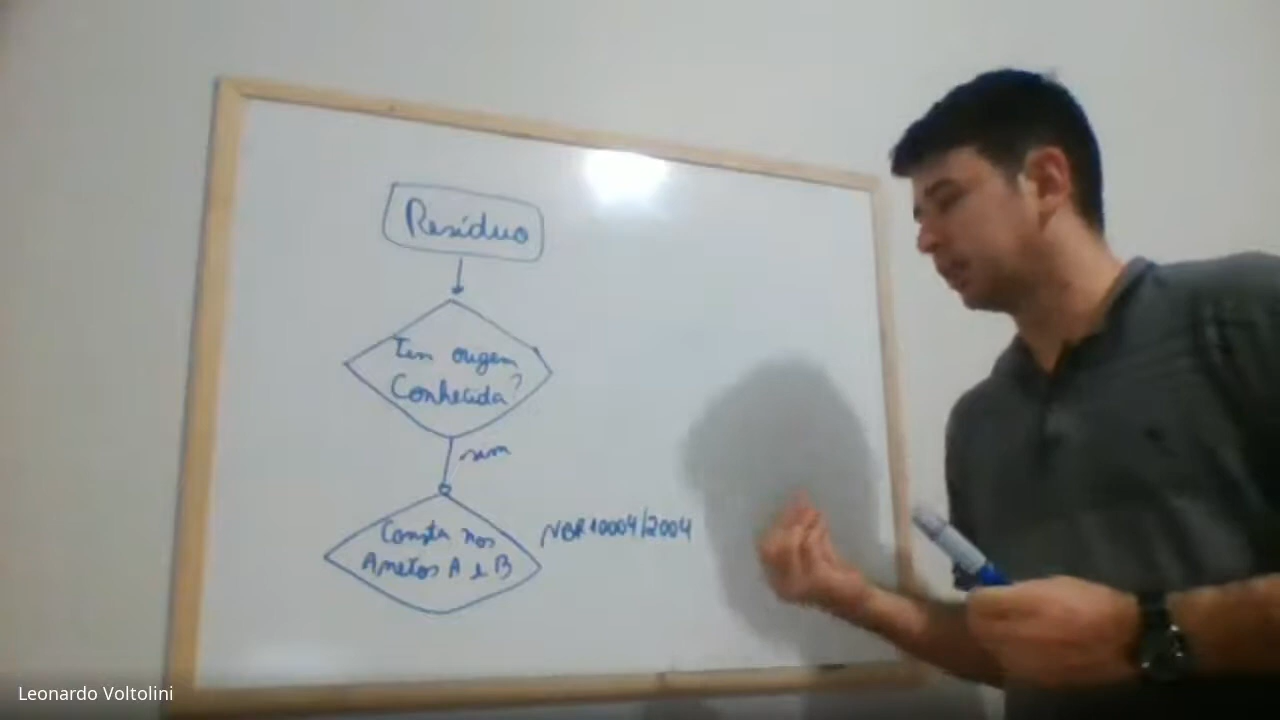 Resíduo
Tem origem
Conhecida?
sim
Consta nos
Anexos A e B
NBR 10004/2004
Leonardo Voltolini